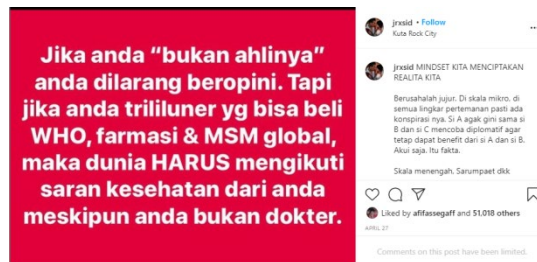 Jika anda “bukan ahlinya”
anda dilarang beropini. Tapi
jika anda trililuner yg bisa beli
WHO, farmasi & MSM global,
maka dunia HARUS mengikuti
saran kesehatan dari anda
meskipun anda bukan dokter.
jrxsid • Follow
Kuta Rock City
jrxsid MINDSET KITA MENCIPTAKAN
REALITA KITA
Berusahalah jujur. Di skala mikro, di
semua lingkar pertemanan pasti ada
konspirasi nya. Si A agak gini sama si
B dan si C mencoba diplomatif agar
tetap dapat benefit dari si A dan si B.
Akui saja. Itu fakta.
Skala menengah. Sarumpaet dkk
Liked by afifassegaff and 51.018 others
APRIL 27
Comments on this post have been limited.